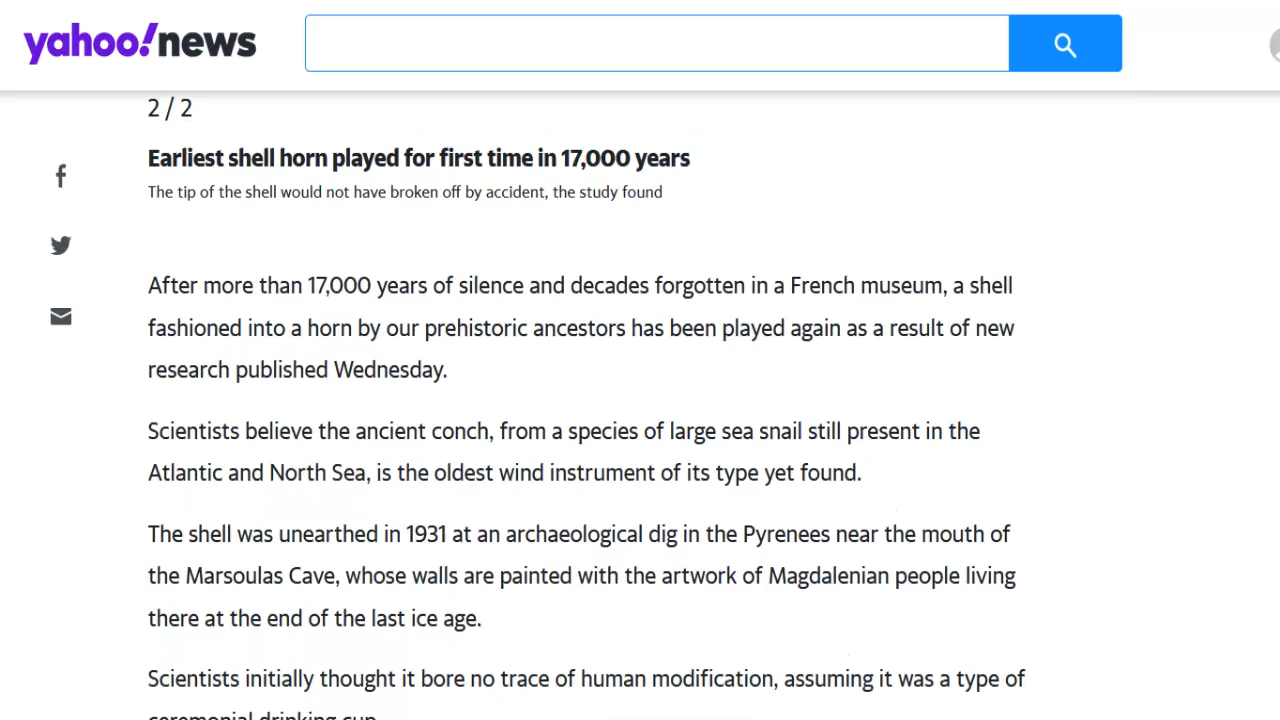 yahoo!news
2 / 2
Earliest shell horn played for first time in 17,000 years
The tip of the shell would not have broken off by accident, the study found
After more than 17,000 years of silence and decades forgotten in a French museum, a shell
fashioned into a horn by our prehistoric ancestors has been played again as a result of new
research published Wednesday.
Scientists believe the ancient conch, from a species of large sea snail still present in the
Atlantic and North Sea, is the oldest wind instrument of its type yet found.
The shell was unearthed in 1931 at an archaeological dig in the Pyrenees near the mouth of
the Marsoulas Cave, whose walls are painted with the artwork of Magdalenian people living
there at the end of the last ice age.
Scientists initially thought it bore no trace of human modification, assuming it was a type of
ceremonial drinking cup.